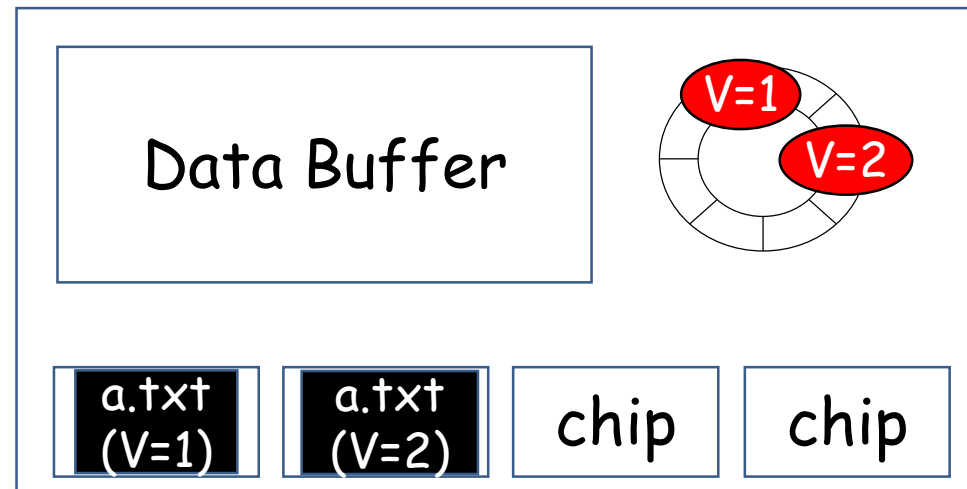 V=1
Data Buffer
V=2
a.txt
(V=1)
a.txt
(V=2)
chip
chip